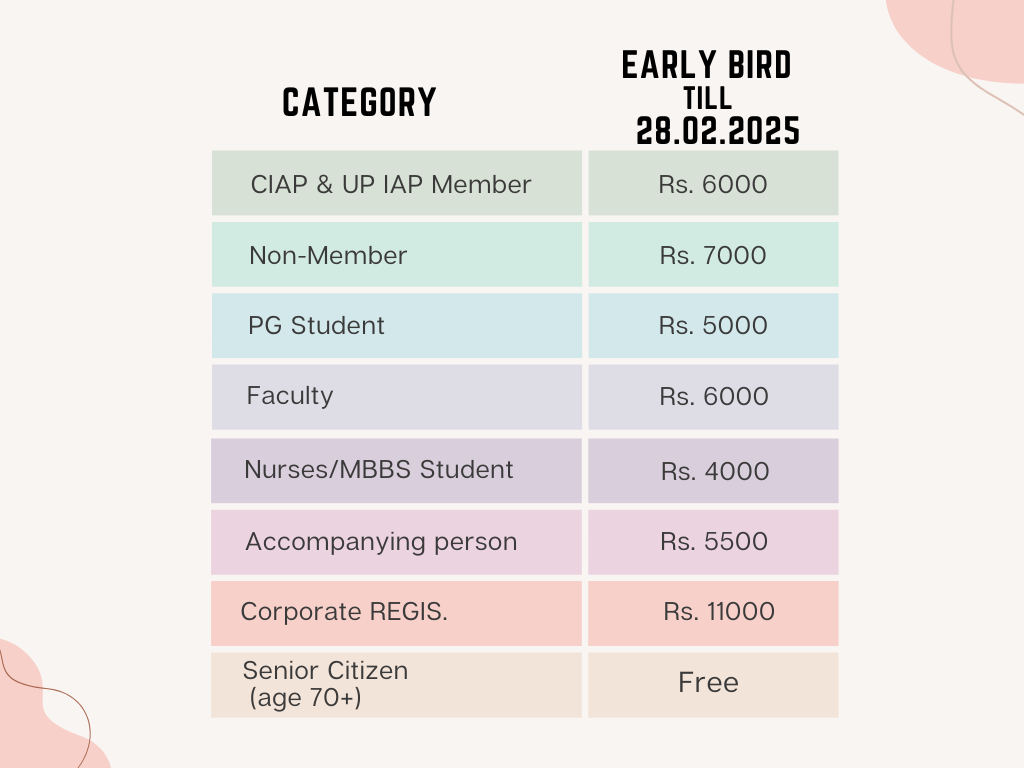 CATEGORY
EARLY BIRD
TILL
28.02.2025
CIAP & UP IAP Member
Rs. 6000
Non-Member
Rs. 7000
PG Student
Rs. 5000
Faculty
Rs. 6000
Nurses/MBBS Student
Rs. 4000
Accompanying person
Rs. 5500
Corporate REGIS.
Rs. 11000
Senior Citizen
(age 70+)
Free